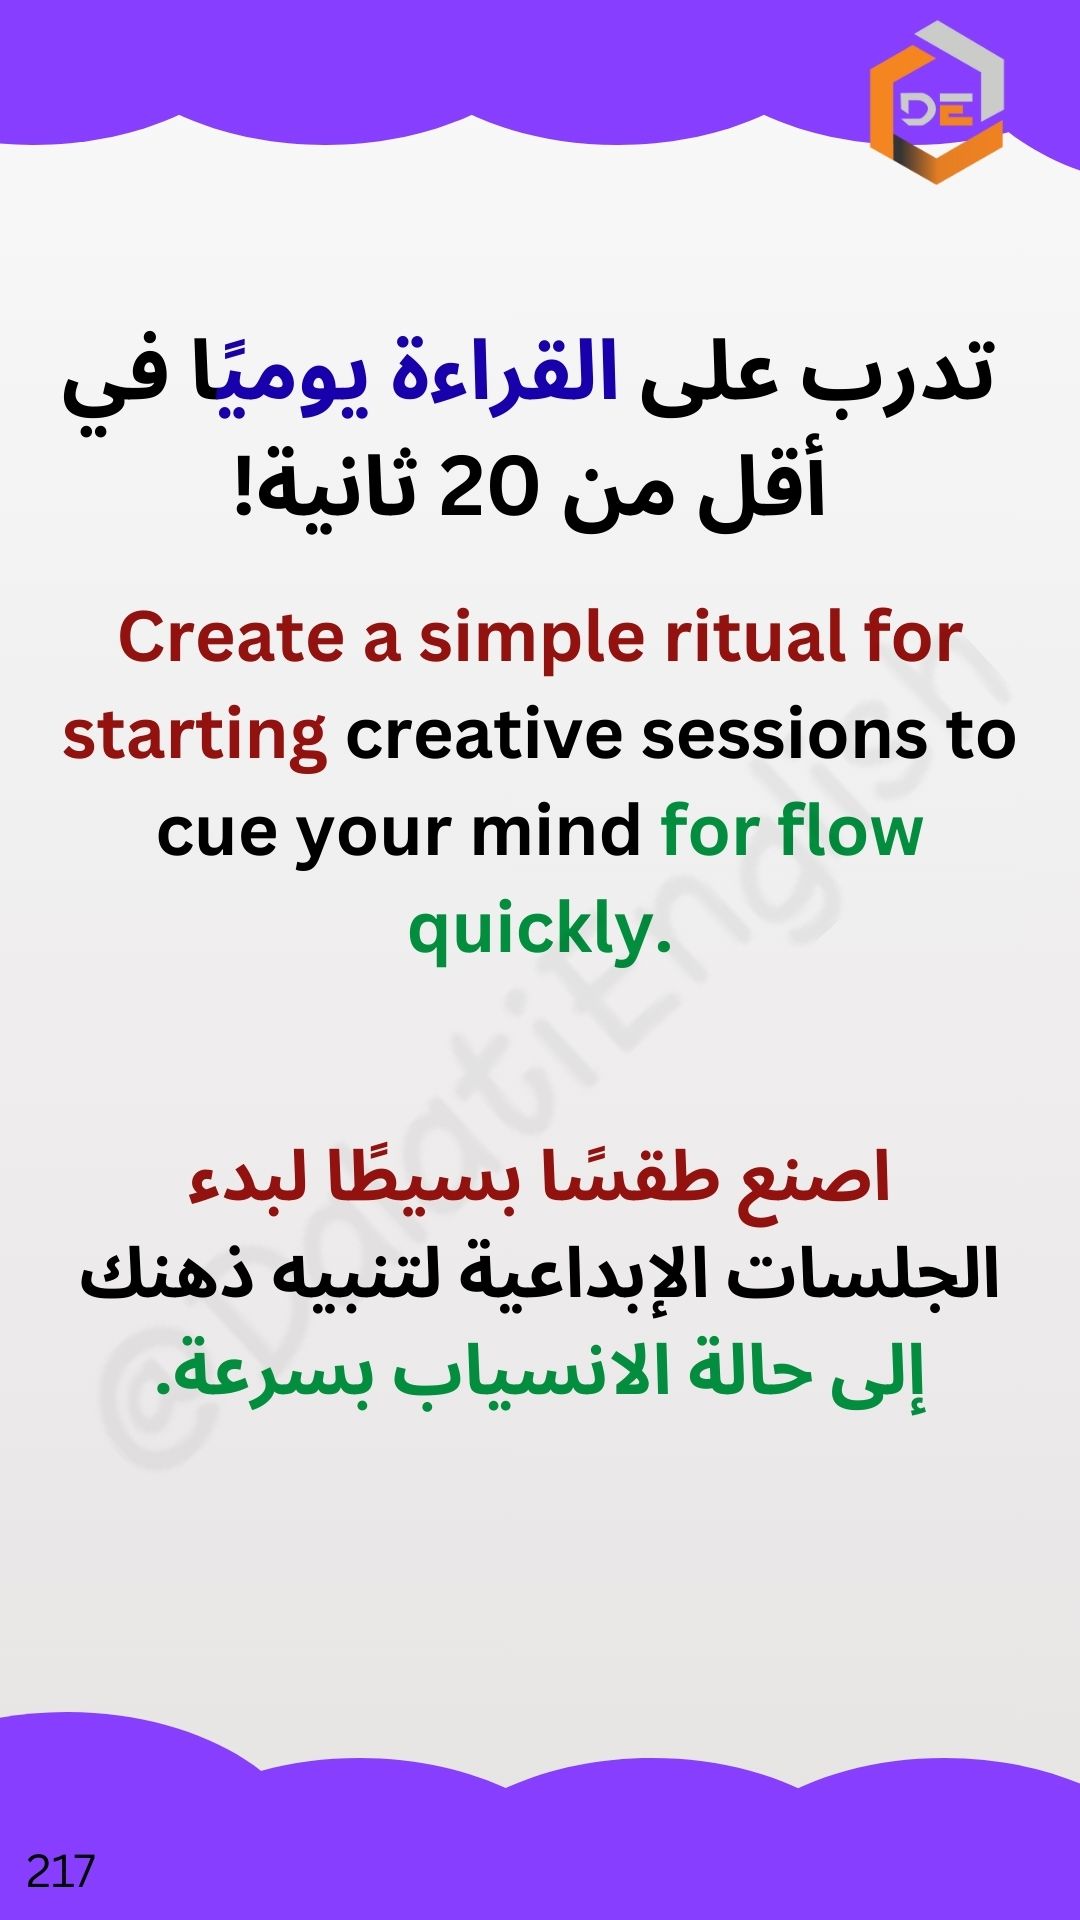 DE
تدرب على القراءة يوميًا في
أقل من 20 ثانية!
Create a simple ritual for
starting creative sessions to
cue your mind for flow
quickly.
اصنع طقسًا بسيطًا لبدء
الجلسات الإبداعية لتنبيه ذهنك
إلى حالة الانسياب بسرعة.
@DalatiEnglish
217